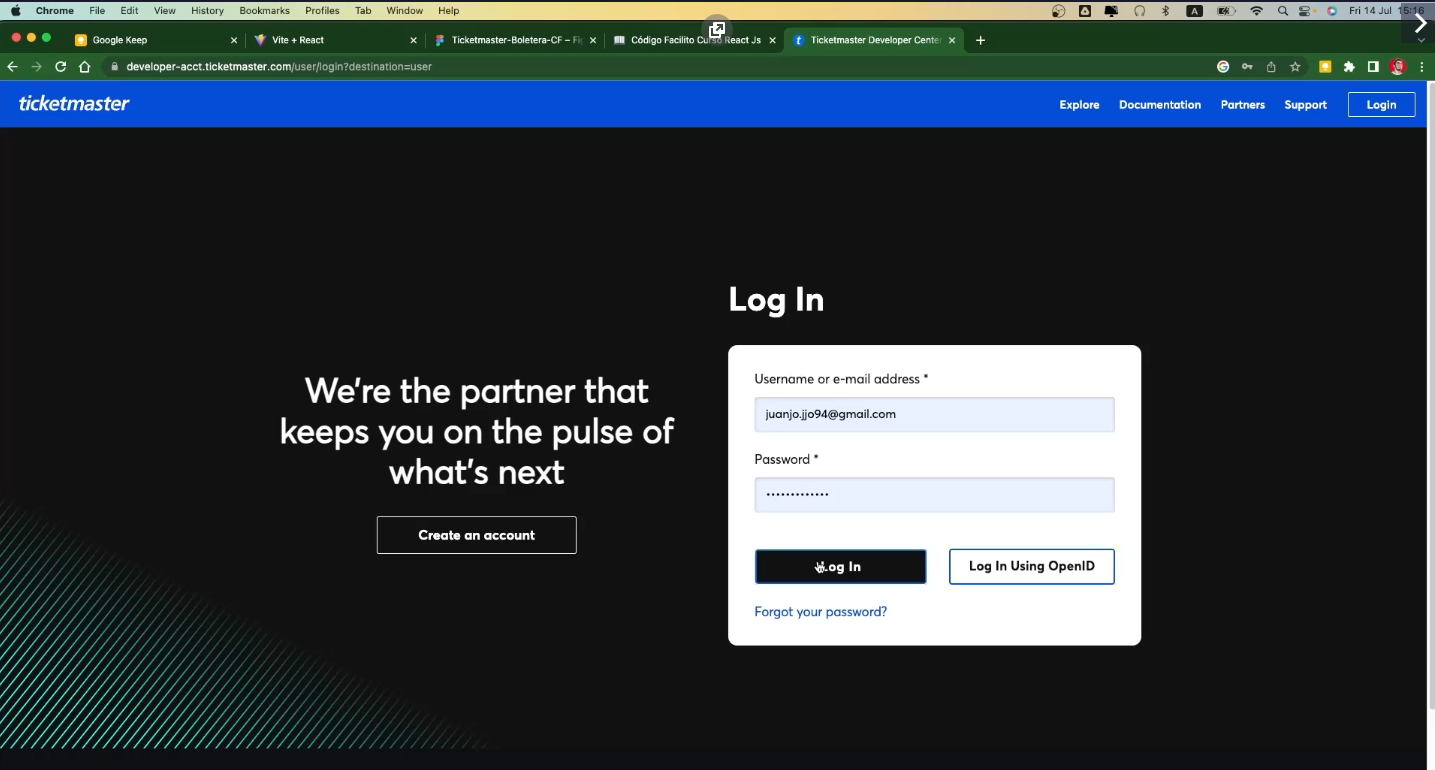 Chrome File Edit View History Bookmarks Profiles Tab Window Help A Fri 14 Jul 15:16
Google Keep Vite + React Ticketmaster-Boletera-CF – Fi Código Facilito Curso React Js Ticketmaster Developer Center
developer-acct.ticketmaster.com/user/login?destination=user
ticketmaster Explore Documentation Partners Support Login
Log In
We're the partner that
keeps you on the pulse of
what's next
Create an account
Username or e-mail address *
juanjo.jjo94@gmail.com
Password *
•••••••••••••
Log In Log In Using OpenID
Forgot your password?